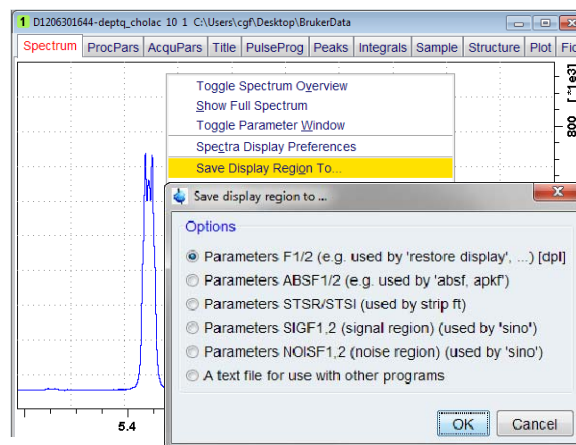 1 D1206301644-deptq_cholac 10 1 C:\Users\cgf\Desktop\BrukerData
Spectrum ProcPars AcquPars Title PulseProg Peaks Integrals Sample Structure Plot Fid
Toggle Spectrum Overview
Show Full Spectrum
Toggle Parameter Window
Spectra Display Preferences
Save Display Region To...
800 [*1e3]
Save display region to ...
Options
Parameters F1/2 (e.g. used by 'restore display', ...) [dpl]
Parameters ABSF1/2 (e.g. used by 'absf, apkf')
Parameters STSR/STSI (used by strip ft)
Parameters SIGF1,2 (signal region) (used by 'sino')
Parameters NOISF1,2 (noise region) (used by 'sino')
A text file for use with other programs
OK Cancel
5.4